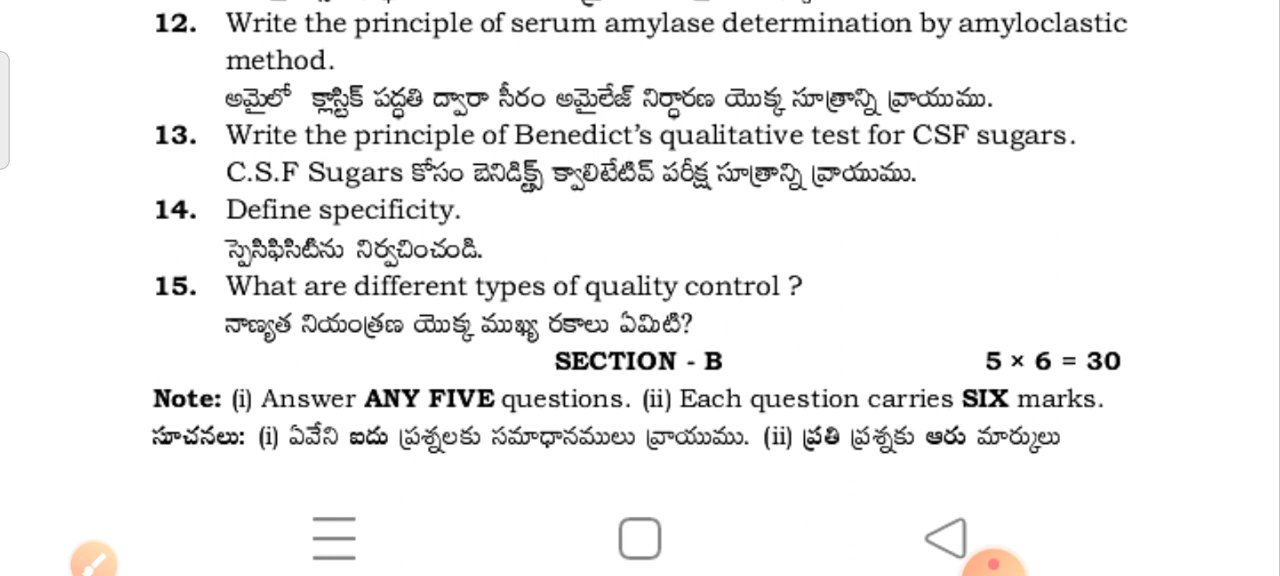 12. Write the principle of serum amylase determination by amyloclastic
method.
అమైలో క్లాస్టిక్ పద్ధతి ద్వారా సీరం అమైలేజ్ నిర్ధారణ యొక్క సూత్రాన్ని వ్రాయుము.
13. Write the principle of Benedict’s qualitative test for CSF sugars.
C.S.F Sugars కోసం బెనిడిక్ట్స్ క్వాలిటేటివ్ పరీక్ష సూత్రాన్ని వ్రాయుము.
14. Define specificity.
స్పెసిఫిసిటీను నిర్వచించండి.
15. What are different types of quality control ?
నాణ్యత నియంత్రణ యొక్క ముఖ్య రకాలు ఏమిటి?
SECTION - B 5 × 6 = 30
Note: (i) Answer ANY FIVE questions. (ii) Each question carries SIX marks.
సూచనలు: (i) ఏవేని ఐదు ప్రశ్నలకు సమాధానములు వ్రాయుము. (ii) ప్రతి ప్రశ్నకు ఆరు మార్కులు